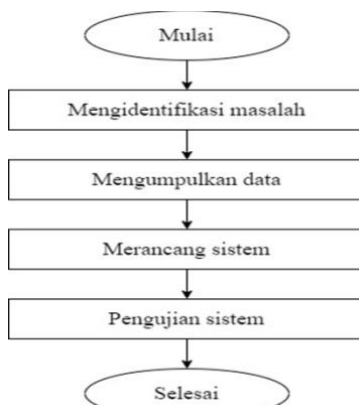 Mulai
Mengidentifikasi masalah
Mengumpulkan data
Merancang sistem
Pengujian sistem
Selesai